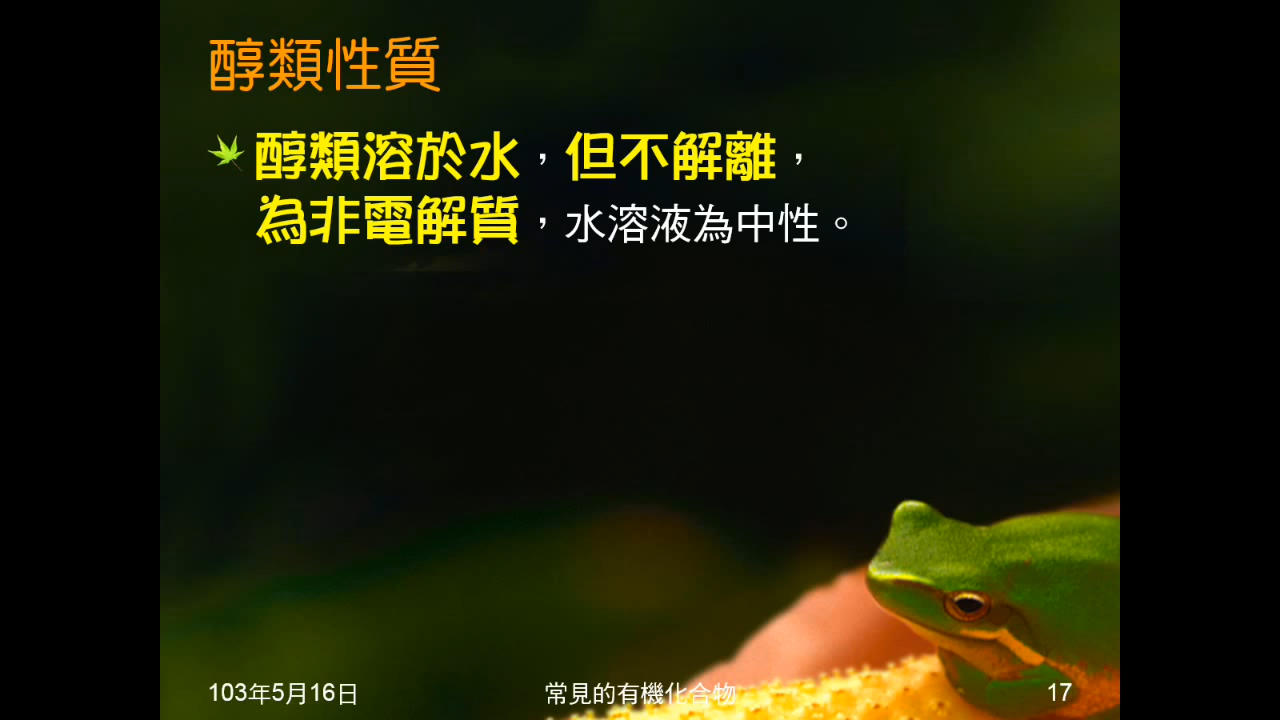 醇類性質
醇類溶於水，但不解離，
為非電解質，水溶液為中性。
103年5月16日
常見的有機化合物
17